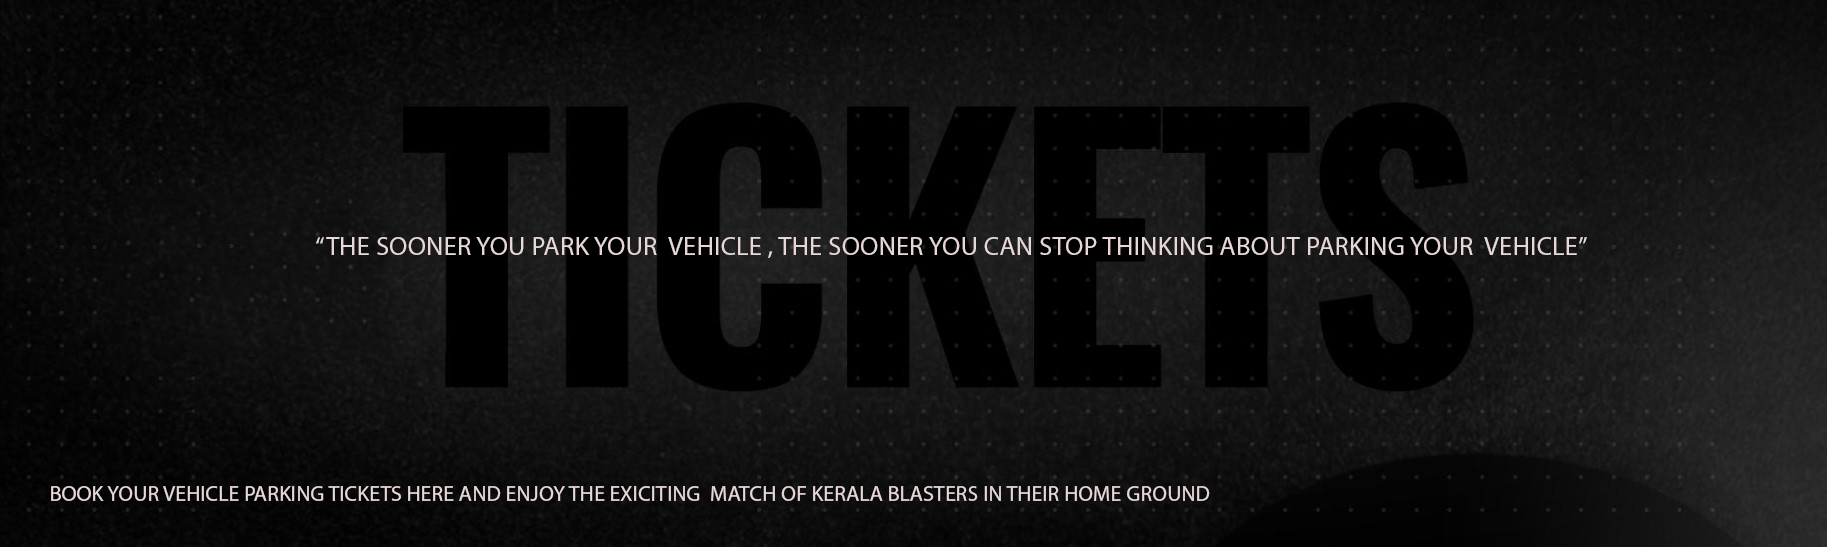 TICKETS
“THE SOONER YOU PARK YOUR VEHICLE , THE SOONER YOU CAN STOP THINKING ABOUT PARKING YOUR VEHICLE”
BOOK YOUR VEHICLE PARKING TICKETS HERE AND ENJOY THE EXICITING MATCH OF KERALA BLASTERS IN THEIR HOME GROUND